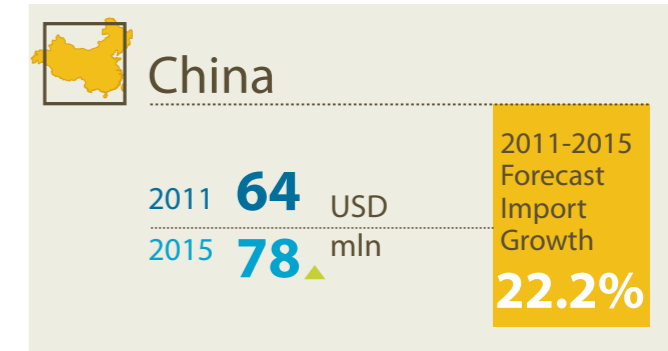 China
2011 64 USD
2015 78 mln
2011-2015
Forecast
Import
Growth
22.2%